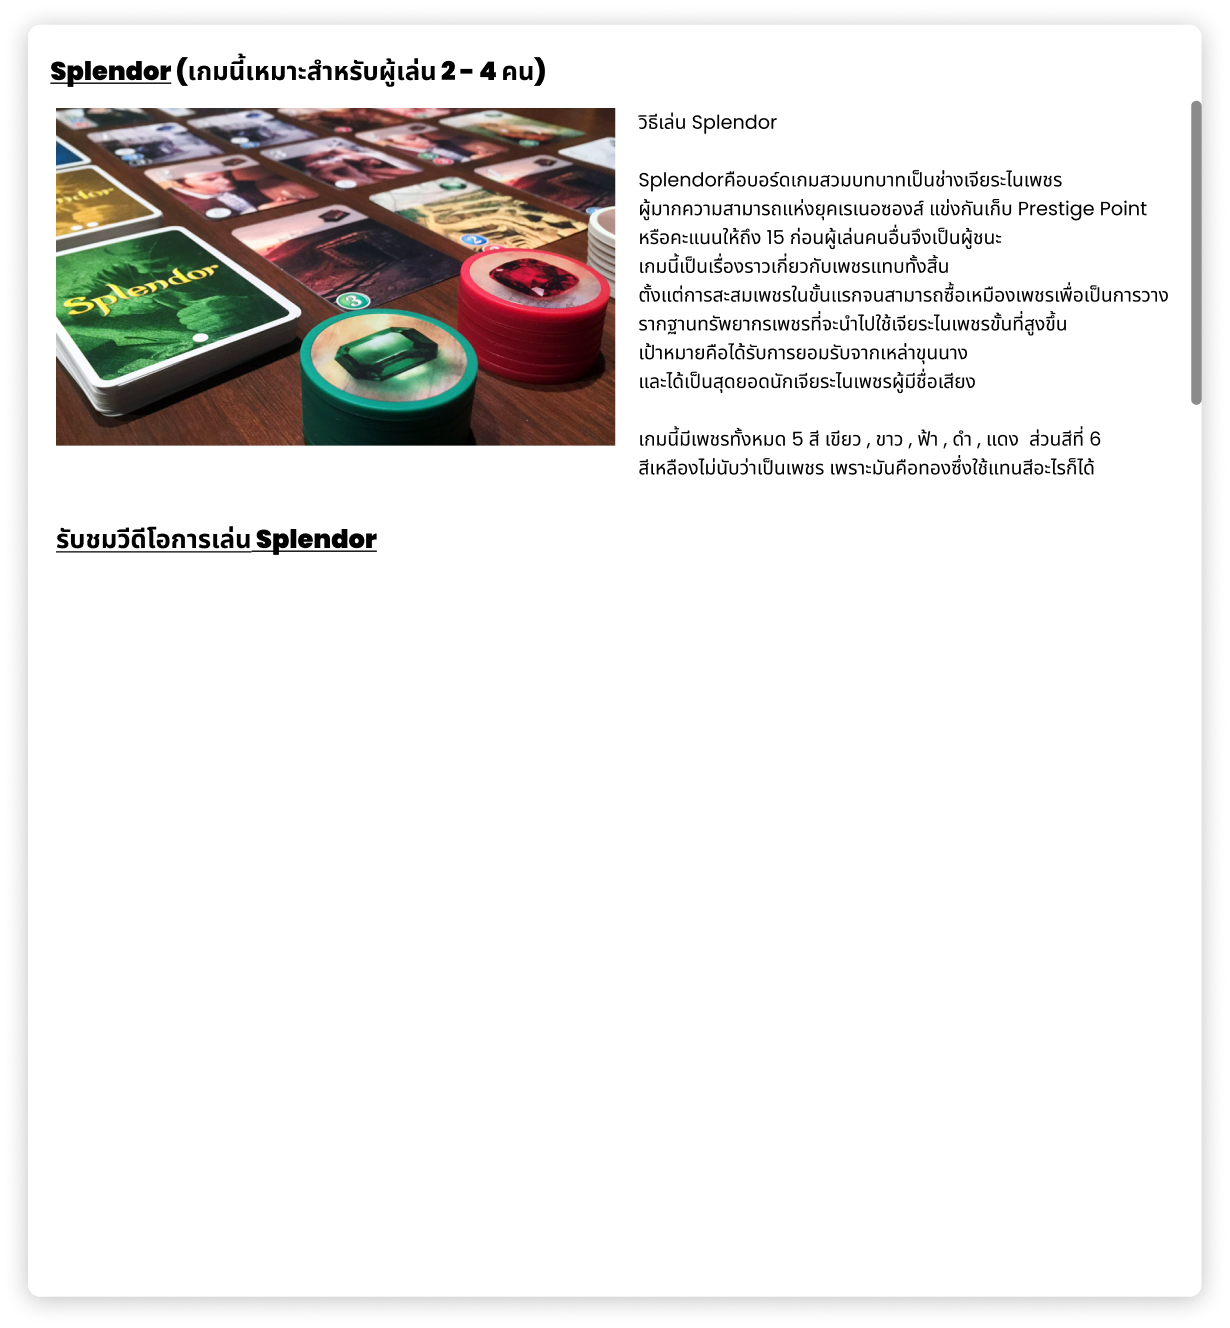 Splendor (เกมนี้เหมาะสำหรับผู้เล่น 2 - 4 คน)
Splendor
วิธีเล่น Splendor
Splendorคือบอร์ดเกมสวมบทบาทเป็นช่างเจียระไนเพชร
ผู้มากความสามารถแห่งยุคเรเนอซองส์ แข่งกันเก็บ Prestige Point
หรือคะแนนให้ถึง 15 ก่อนผู้เล่นคนอื่นจึงเป็นผู้ชนะ
เกมนี้เป็นเรื่องราวเกี่ยวกับเพชรแทบทั้งสิ้น
ตั้งแต่การสะสมเพชรในขั้นแรกจนสามารถซื้อเหมืองเพชรเพื่อเป็นการวาง
รากฐานทรัพยากรเพชรที่จะนำไปใช้เจียระไนเพชรขั้นที่สูงขึ้น
เป้าหมายคือได้รับการยอมรับจากเหล่าขุนนาง
และได้เป็นสุดยอดนักเจียระไนเพชรผู้มีชื่อเสียง
เกมนี้มีเพชรทั้งหมด 5 สี เขียว , ขาว , ฟ้า , ดำ , แดง  ส่วนสีที่ 6
สีเหลืองไม่นับว่าเป็นเพชร เพราะมันคือทองซึ่งใช้แทนสีอะไรก็ได้
รับชมวีดีโอการเล่น Splendor